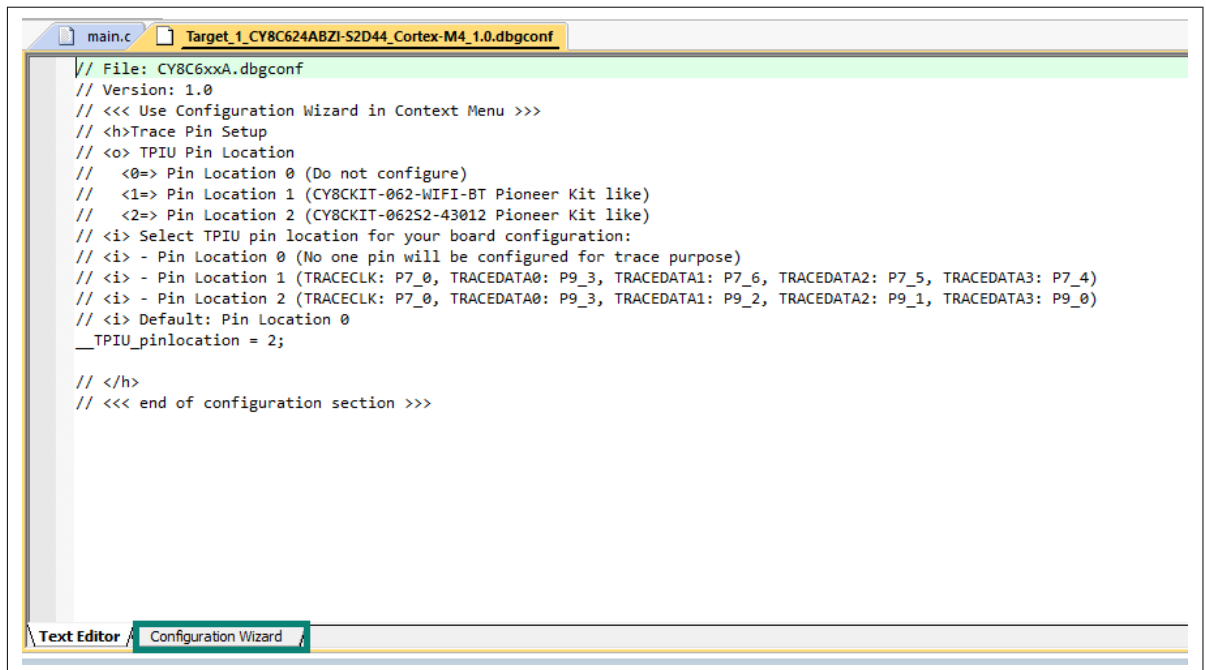 main.c
Target_1_CY8C624ABZI-S2D44_Cortex-M4_1.0.dbgconf
// File: CY8C6xxA.dbgconf
// Version: 1.0
// <<< Use Configuration Wizard in Context Menu >>>
// <h>Trace Pin Setup
// <o> TPIU Pin Location
//   <0=> Pin Location 0 (Do not configure)
//   <1=> Pin Location 1 (CY8CKIT-062-WIFI-BT Pioneer Kit like)
//   <2=> Pin Location 2 (CY8CKIT-062S2-43012 Pioneer Kit like)
// <i> Select TPIU pin location for your board configuration:
// <i> - Pin Location 0 (No one pin will be configured for trace purpose)
// <i> - Pin Location 1 (TRACECLK: P7_0, TRACEDATA0: P9_3, TRACEDATA1: P7_6, TRACEDATA2: P7_5, TRACEDATA3: P7_4)
// <i> - Pin Location 2 (TRACECLK: P7_0, TRACEDATA0: P9_3, TRACEDATA1: P9_2, TRACEDATA2: P9_1, TRACEDATA3: P9_0)
// <i> Default: Pin Location 0
__TPIU_pinlocation = 2;
// </h>
// <<< end of configuration section >>>
Text Editor
Configuration Wizard